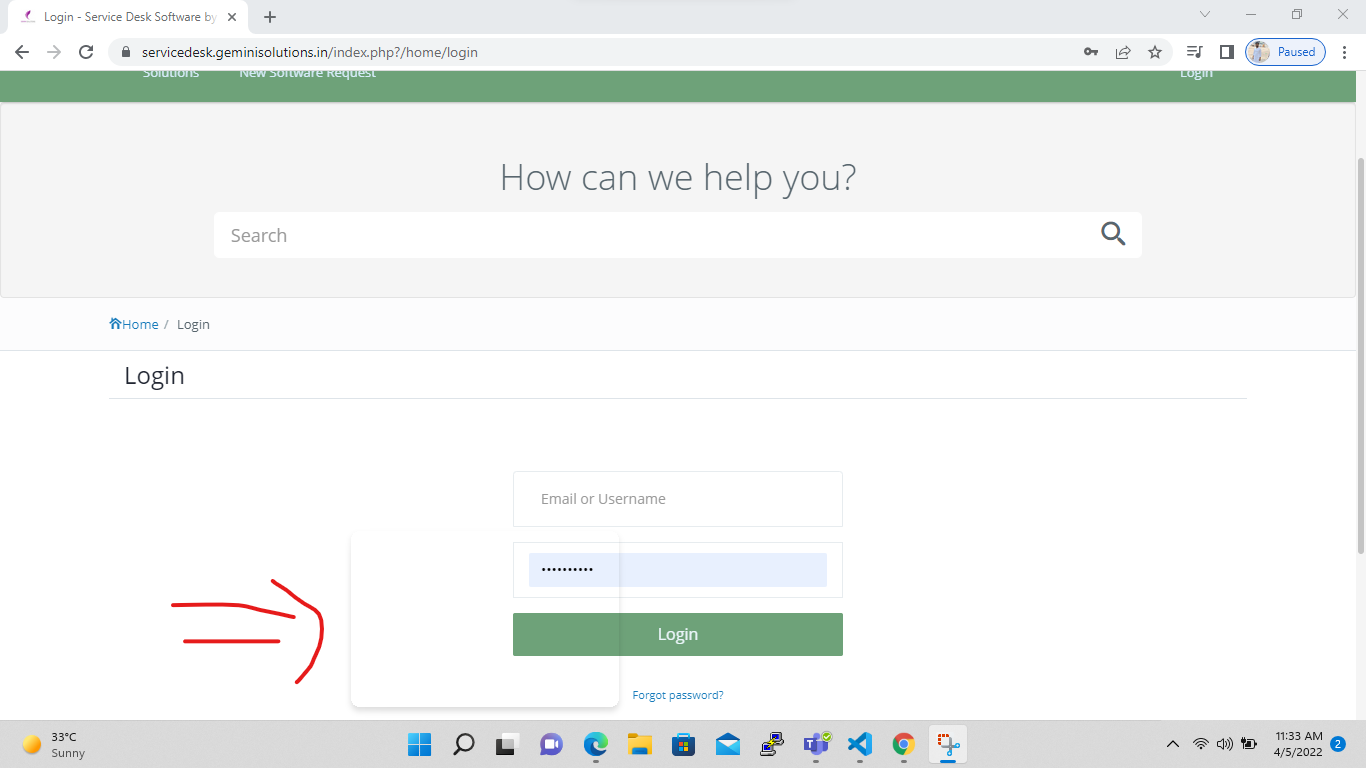 Login - Service Desk Software by
servicedesk.geminisolutions.in/index.php?/home/login
Paused
Solutions
New Software Request
Login
How can we help you?
Search
Home / Login
Login
Email or Username
••••••••••
Login
Forgot password?
33°C
Sunny
11:33 AM
4/5/2022
2